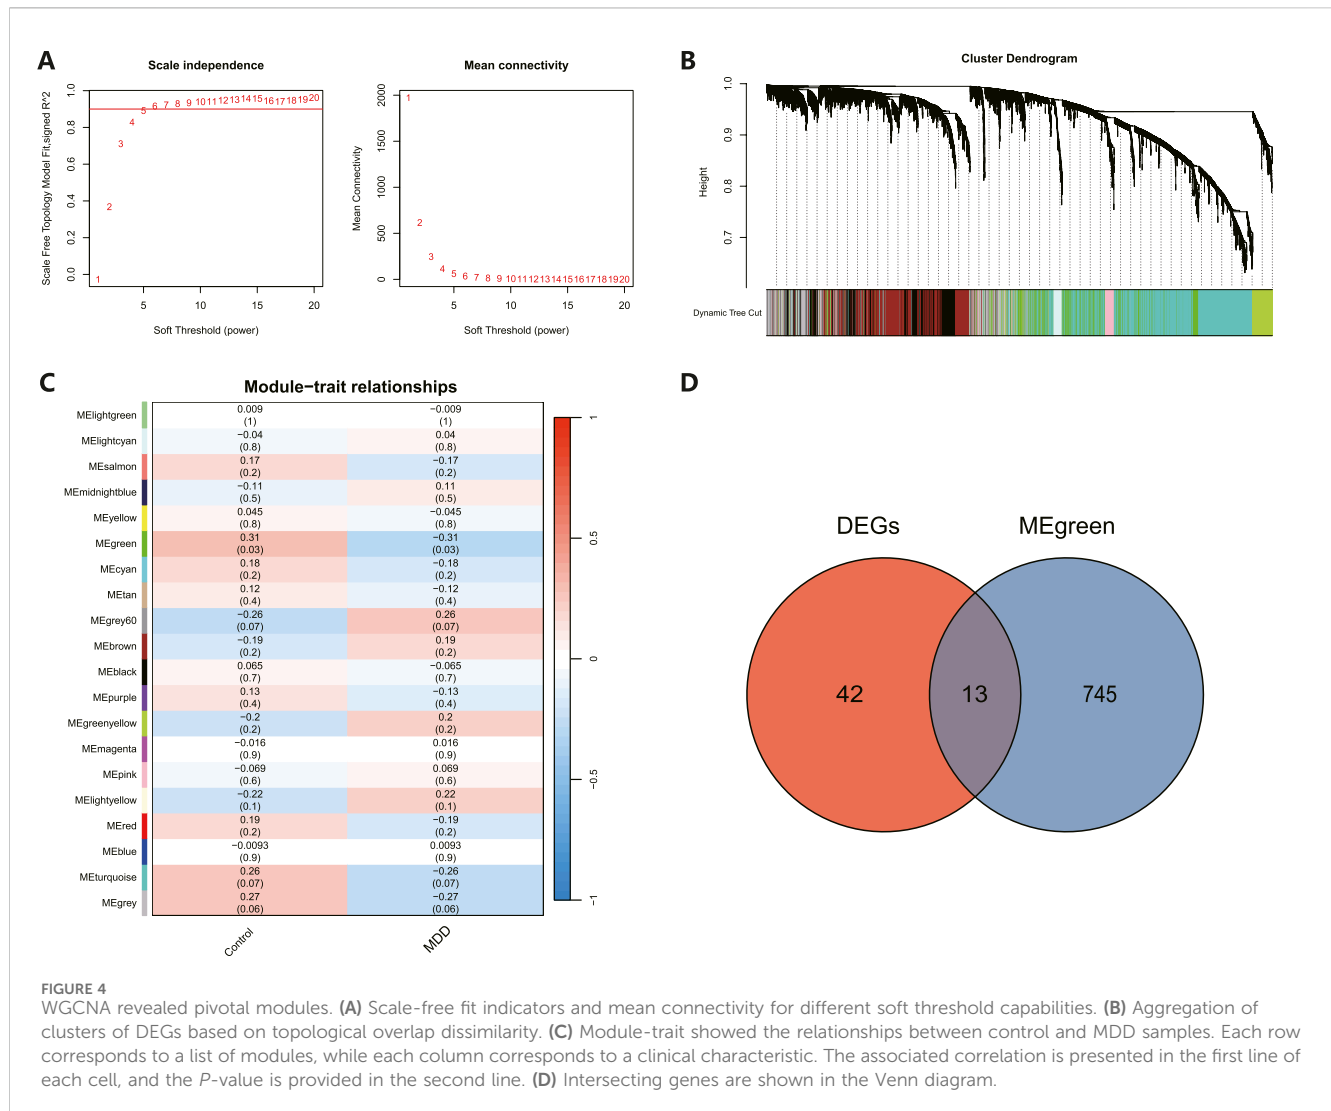 A
Scale independence
Scale Free Topology Model Fit,signed R^2
1.0
0.8
0.6
0.4
0.2
0.0
1
2
3
4
5 6 7 8 9 10 11 12 13 14 15 16 17 18 19 20
5 10 15 20
Soft Threshold (power)
Mean connectivity
Mean Connectivity
2000
1500
1000
500
0
1
2
3
4 5 6 7 8 9 10 11 12 13 14 15 16 17 18 19 20
5 10 15 20
Soft Threshold (power)
B
Cluster Dendrogram
Height
1.0
0.9
0.8
0.7
Dynamic Tree Cut
C
Module−trait relationships
MElightgreen 0.009 (1) −0.009 (1)
MElightcyan −0.04 (0.8) 0.04 (0.8)
MEsalmon 0.17 (0.2) −0.17 (0.2)
MEmidnightblue −0.11 (0.5) 0.11 (0.5)
MEyellow 0.045 (0.8) −0.045 (0.8)
MEgreen 0.31 (0.03) −0.31 (0.03)
MEcyan 0.18 (0.2) −0.18 (0.2)
MEtan 0.12 (0.4) −0.12 (0.4)
MEgrey60 −0.26 (0.07) 0.26 (0.07)
MEbrown −0.19 (0.2) 0.19 (0.2)
MEblack 0.065 (0.7) −0.065 (0.7)
MEpurple 0.13 (0.4) −0.13 (0.4)
MEgreenyellow −0.2 (0.2) 0.2 (0.2)
MEmagenta −0.016 (0.9) 0.016 (0.9)
MEpink −0.069 (0.6) 0.069 (0.6)
MElightyellow −0.22 (0.1) 0.22 (0.1)
MEred 0.19 (0.2) −0.19 (0.2)
MEblue −0.0093 (0.9) 0.0093 (0.9)
MEturquoise 0.26 (0.07) −0.26 (0.07)
MEgrey 0.27 (0.06) −0.27 (0.06)
Control MDD
1
0.5
0
−0.5
−1
D
DEGs MEgreen
42 13 745
FIGURE 4
WGCNA revealed pivotal modules. (A) Scale-free fit indicators and mean connectivity for different soft threshold capabilities. (B) Aggregation of
clusters of DEGs based on topological overlap dissimilarity. (C) Module-trait showed the relationships between control and MDD samples. Each row
corresponds to a list of modules, while each column corresponds to a clinical characteristic. The associated correlation is presented in the first line of
each cell, and the P-value is provided in the second line. (D) Intersecting genes are shown in the Venn diagram.